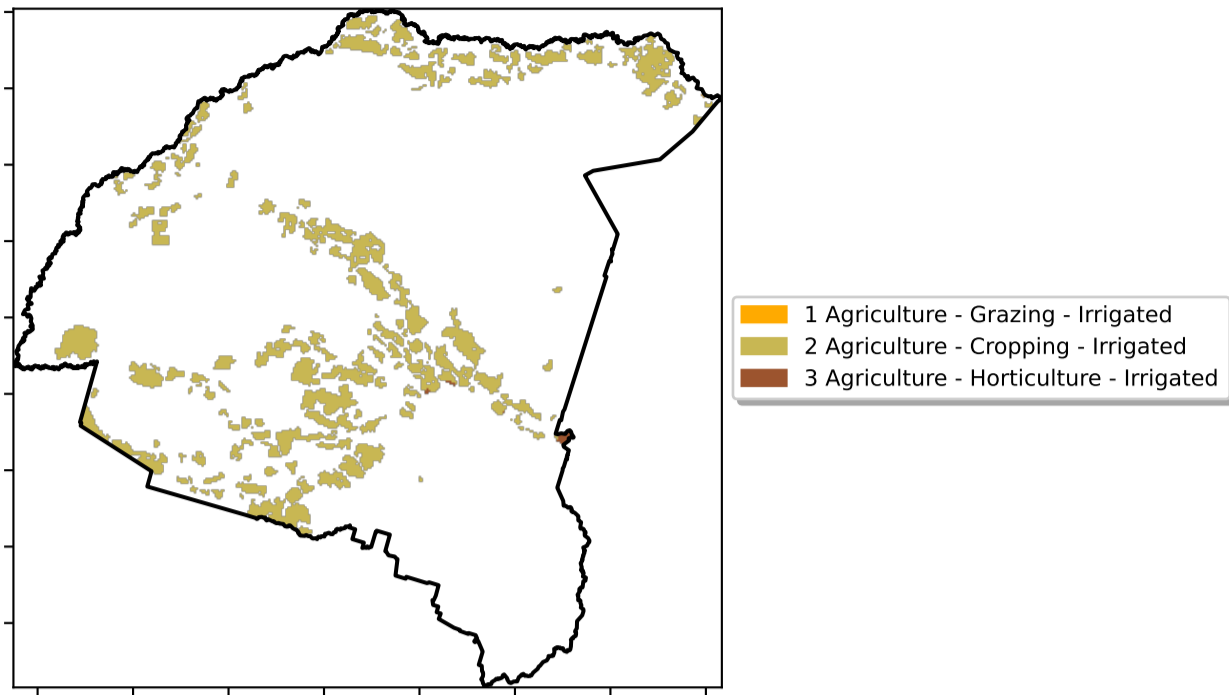 1 Agriculture - Grazing - Irrigated
2 Agriculture - Cropping - Irrigated
3 Agriculture - Horticulture - Irrigated